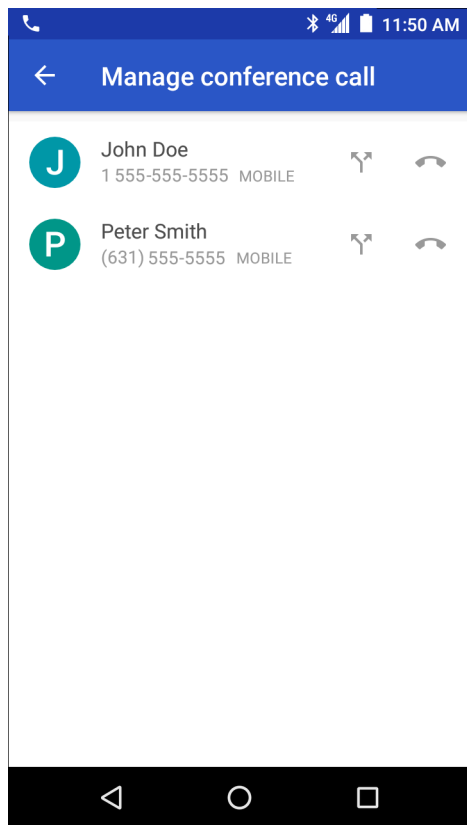 4G 11:50 AM
Manage conference call
J John Doe
1 555-555-5555 MOBILE
P Peter Smith
(631) 555-5555 MOBILE